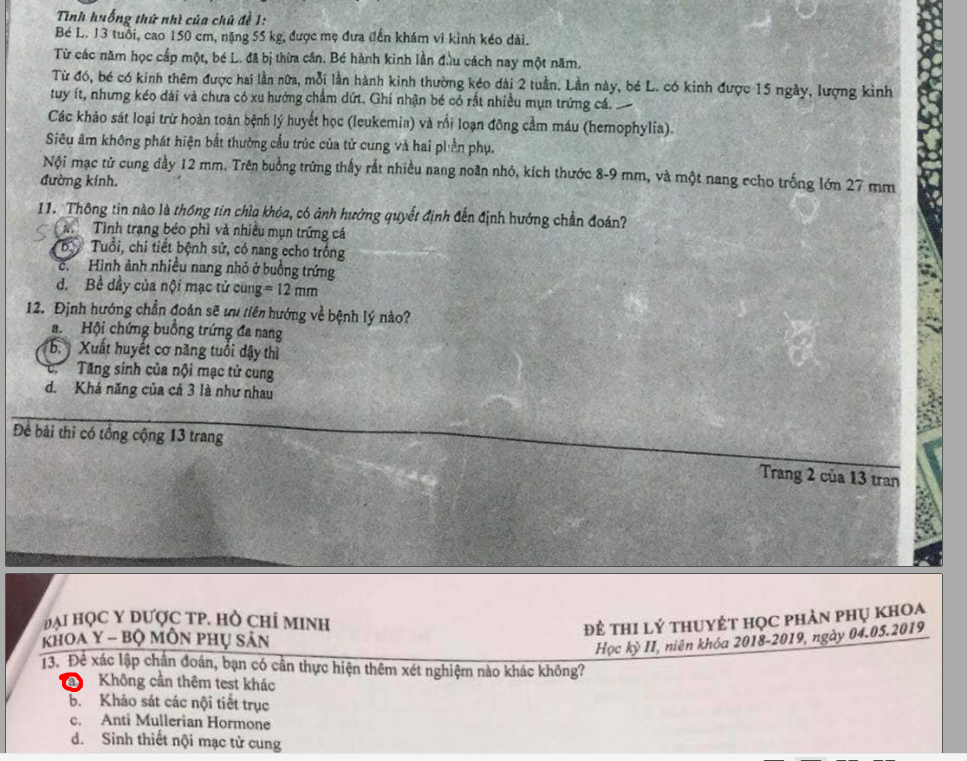 Tình huống thứ nhì của chủ đề 1:
Bé L. 13 tuổi, cao 150 cm, nặng 55 kg, được mẹ đưa đến khám vì kinh kéo dài.
Từ các năm học cấp một, bé L. đã bị thừa cân. Bé hành kinh lần đầu cách nay một năm.
Từ đó, bé có kinh thêm được hai lần nữa, mỗi lần hành kinh thường kéo dài 2 tuần. Lần này, bé L. có kinh được 15 ngày, lượng kinh
tuy ít, nhưng kéo dài và chưa có xu hướng chấm dứt. Ghi nhận bé có rất nhiều mụn trứng cá.
Các khảo sát loại trừ hoàn toàn bệnh lý huyết học (leukemia) và rối loạn đông cầm máu (hemophylia).
Siêu âm không phát hiện bất thường cấu trúc của tử cung và hai phần phụ.
Nội mạc tử cung dầy 12 mm. Trên buồng trứng thấy rất nhiều nang noãn nhỏ, kích thước 8-9 mm, và một nang echo trống lớn 27 mm
đường kính.
11. Thông tin nào là thông tin chìa khóa, có ảnh hưởng quyết định đến định hướng chẩn đoán?
a. Tình trạng béo phì và nhiều mụn trứng cá
b. Tuổi, chi tiết bệnh sử, có nang echo trống
c. Hình ảnh nhiều nang nhỏ ở buồng trứng
d. Bề dầy của nội mạc tử cung = 12 mm
12. Định hướng chẩn đoán sẽ ưu tiên hướng về bệnh lý nào?
a. Hội chứng buồng trứng đa nang
b. Xuất huyết cơ năng tuổi dậy thì
c. Tăng sinh của nội mạc tử cung
d. Khả năng của cả 3 là như nhau
Đề bài thi có tổng cộng 13 trang
Trang 2 của 13 tran
ĐẠI HỌC Y DƯỢC TP. HỒ CHÍ MINH
KHOA Y – BỘ MÔN PHỤ SẢN
ĐỀ THI LÝ THUYẾT HỌC PHẦN PHỤ KHOA
Học kỳ II, niên khóa 2018-2019, ngày 04.05.2019
13. Để xác lập chẩn đoán, bạn có cần thực hiện thêm xét nghiệm nào khác không?
a. Không cần thêm test khác
b. Khảo sát các nội tiết trục
c. Anti Mullerian Hormone
d. Sinh thiết nội mạc tử cung